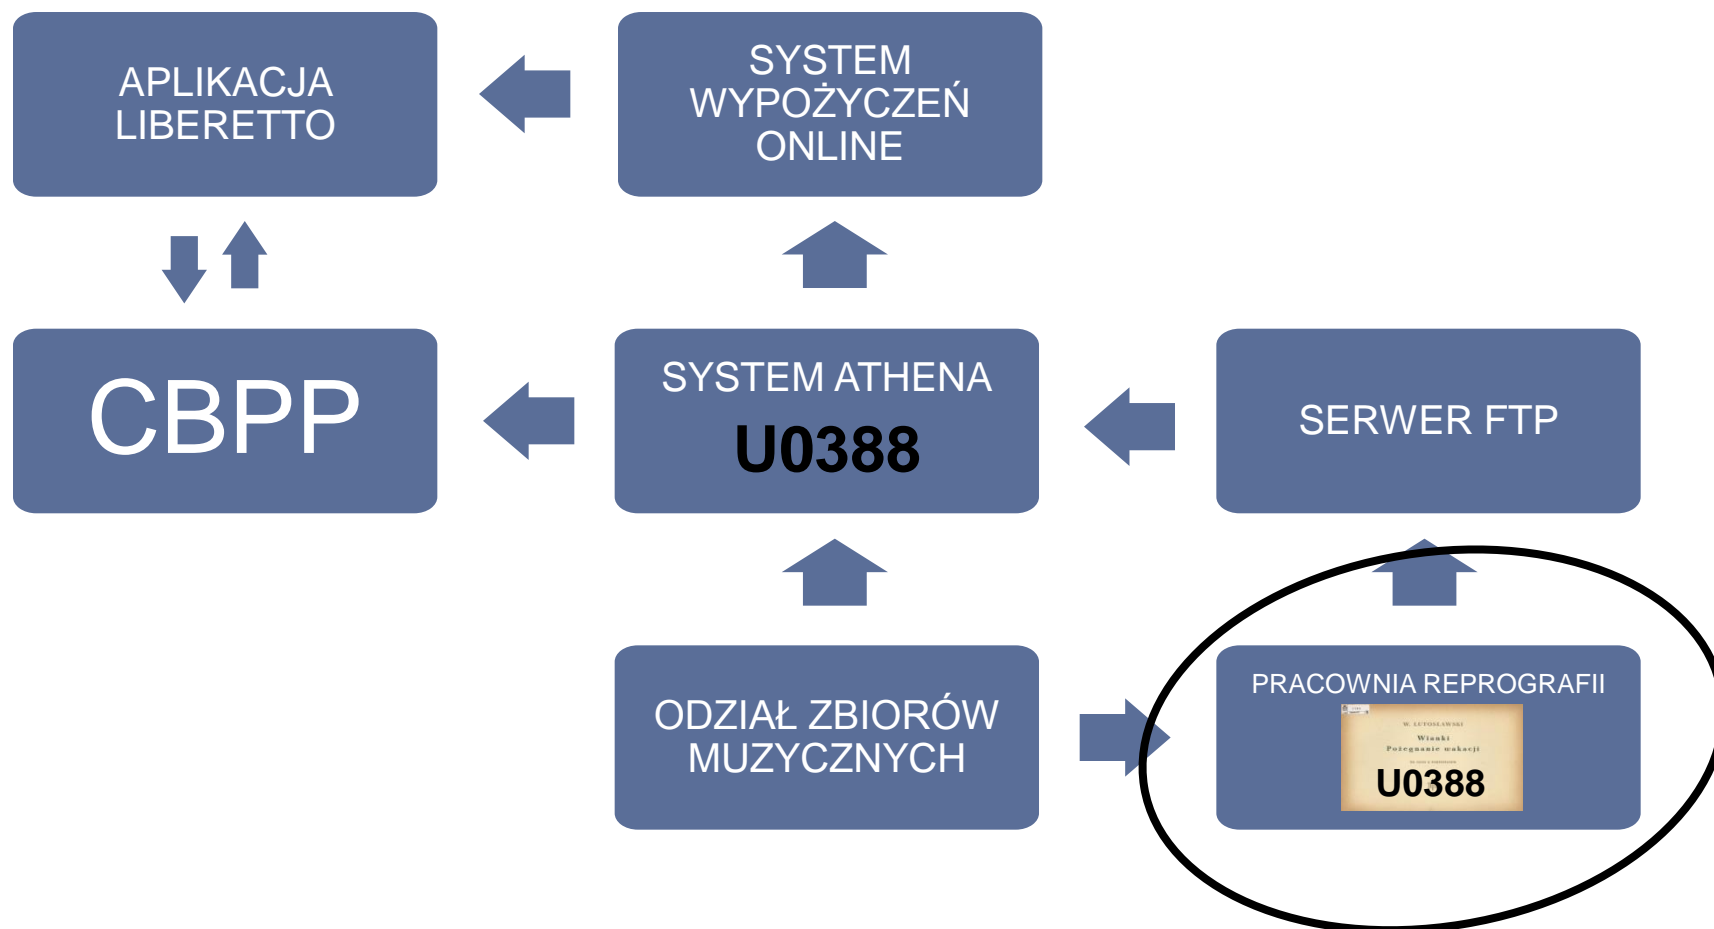 APLIKACJA
LIBERETTO
SYSTEM
WYPOŻYCZEŃ
ONLINE
CBPP
SYSTEM ATHENA
U0388
SERWER FTP
ODZIAŁ ZBIORÓW
MUZYCZNYCH
PRACOWNIA REPROGRAFII
W. LUTOSŁAWSKI
Wianki
Pożegnanie wakacji
U0388